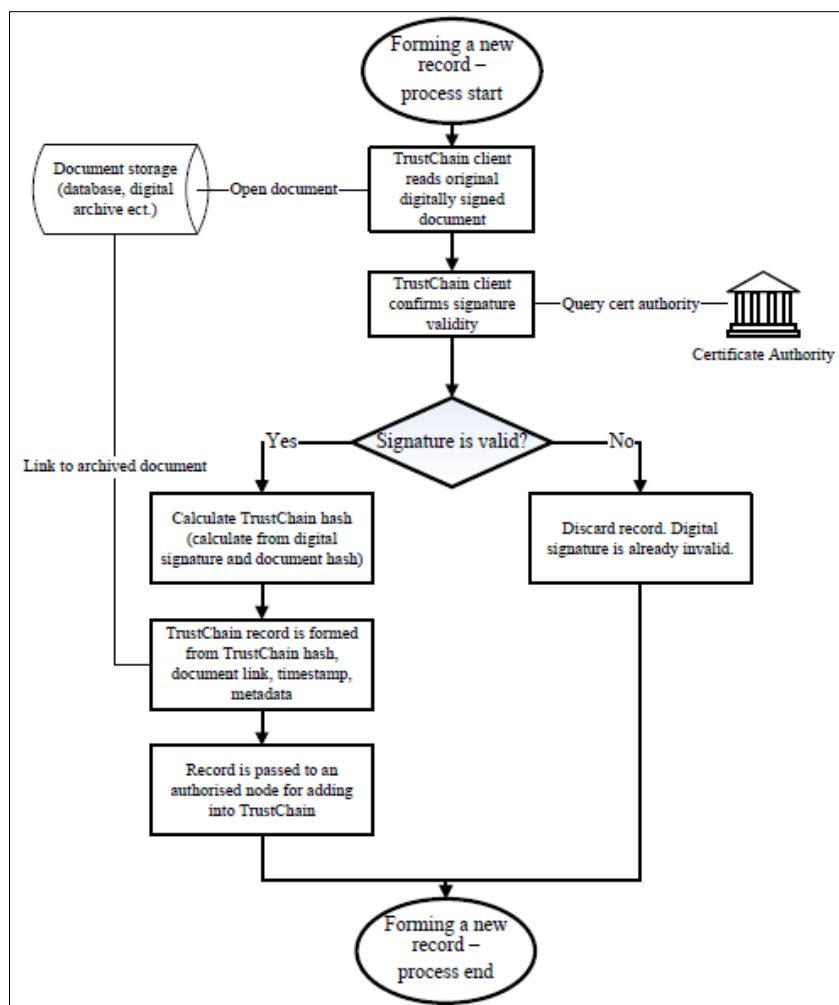 Forming a new
record –
process start
Document storage
(database, digital
archive ect.)
Open document
TrustChain client
reads original
digitally signed
document
TrustChain client
confirms signature
validity
Query cert authority
Certificate Authority
Signature is valid?
Yes
No
Link to archived document
Calculate TrustChain hash
(calculate from digital
signature and document hash)
Discard record. Digital
signature is already invalid.
TrustChain record is formed
from TrustChain hash,
document link, timestamp,
metadata
Record is passed to an
authorised node for adding
into TrustChain
Forming a new
record –
process end